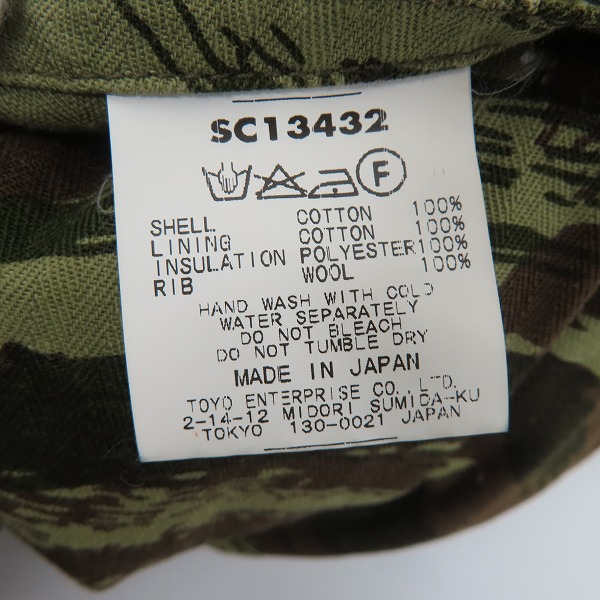 SC13432
F
SHELL COTTON 100%
LINING COTTON 100%
INSULATION POLYESTER 100%
RIB WOOL 100%
HAND WASH WITH COLD
WATER SEPARATELY
DO NOT BLEACH
DO NOT TUMBLE DRY
MADE IN JAPAN
TOYO ENTERPRISE CO., LTD.
2-14-12 MIDORI SUMIDA-KU
TOKYO 130-0021 JAPAN